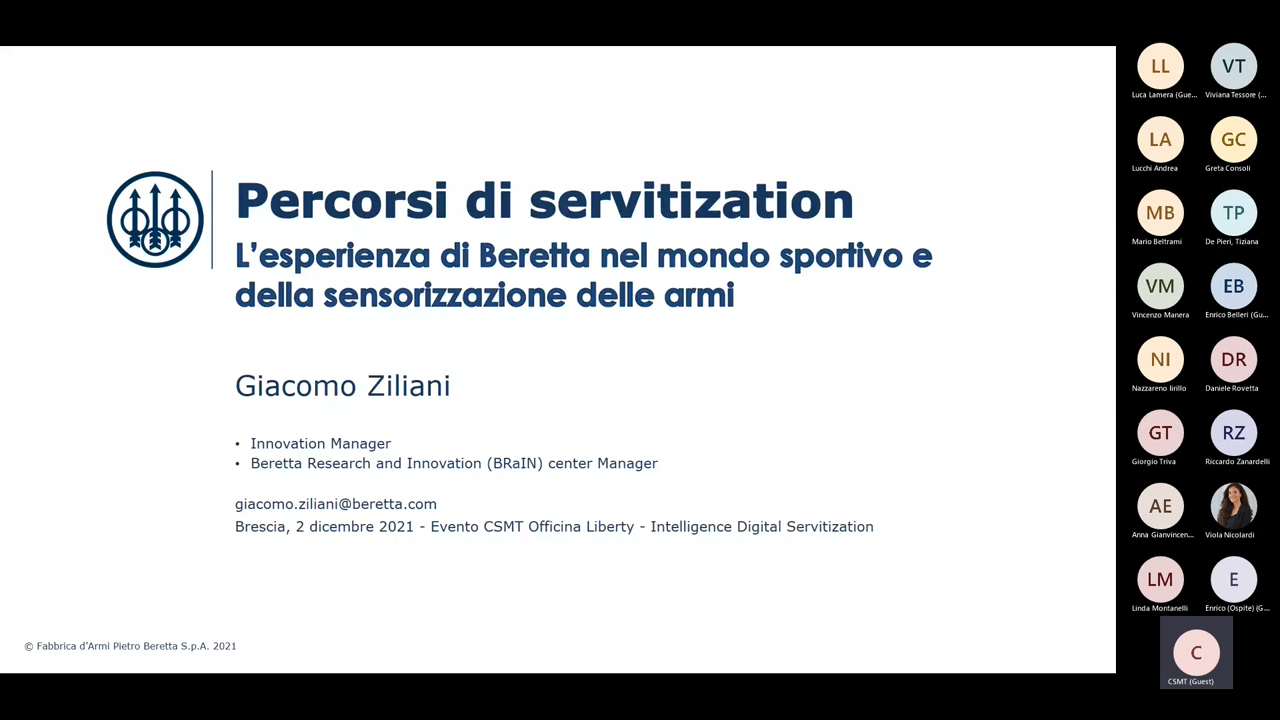 Percorsi di servitization
L’esperienza di Beretta nel mondo sportivo e
della sensorizzazione delle armi
Giacomo Ziliani
• Innovation Manager
• Beretta Research and Innovation (BRaIN) center Manager
giacomo.ziliani@beretta.com
Brescia, 2 dicembre 2021 - Evento CSMT Officina Liberty - Intelligence Digital Servitization
© Fabbrica d’Armi Pietro Beretta S.p.A. 2021
LL
VT
Luca Lamera (Gue...
Viviana Tessore (...
LA
GC
Lucchi Andrea
Greta Consoli
MB
TP
Mario Beltrami
De Pieri, Tiziana
VM
EB
Vincenzo Manera
Enrico Belleri (Gu...
NI
DR
Nazzareno Iirillo
Daniele Rovetta
GT
RZ
Giorgio Triva
Riccardo Zanardelli
AE
Anna Gianvincen...
Viola Nicolardi
LM
E
Linda Montanelli
Enrico (Ospite) (G...
C
CSMT (Guest)